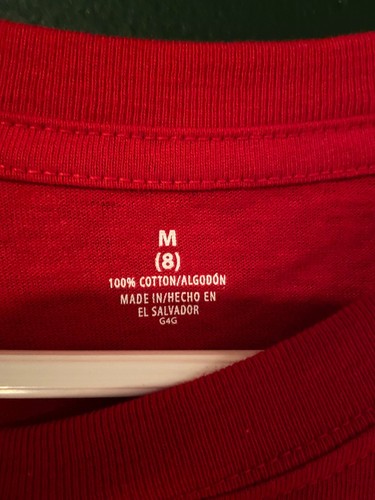 M
(8)
100% COTTON/ALGODÓN
MADE IN/HECHO EN
EL SALVADOR
G4G